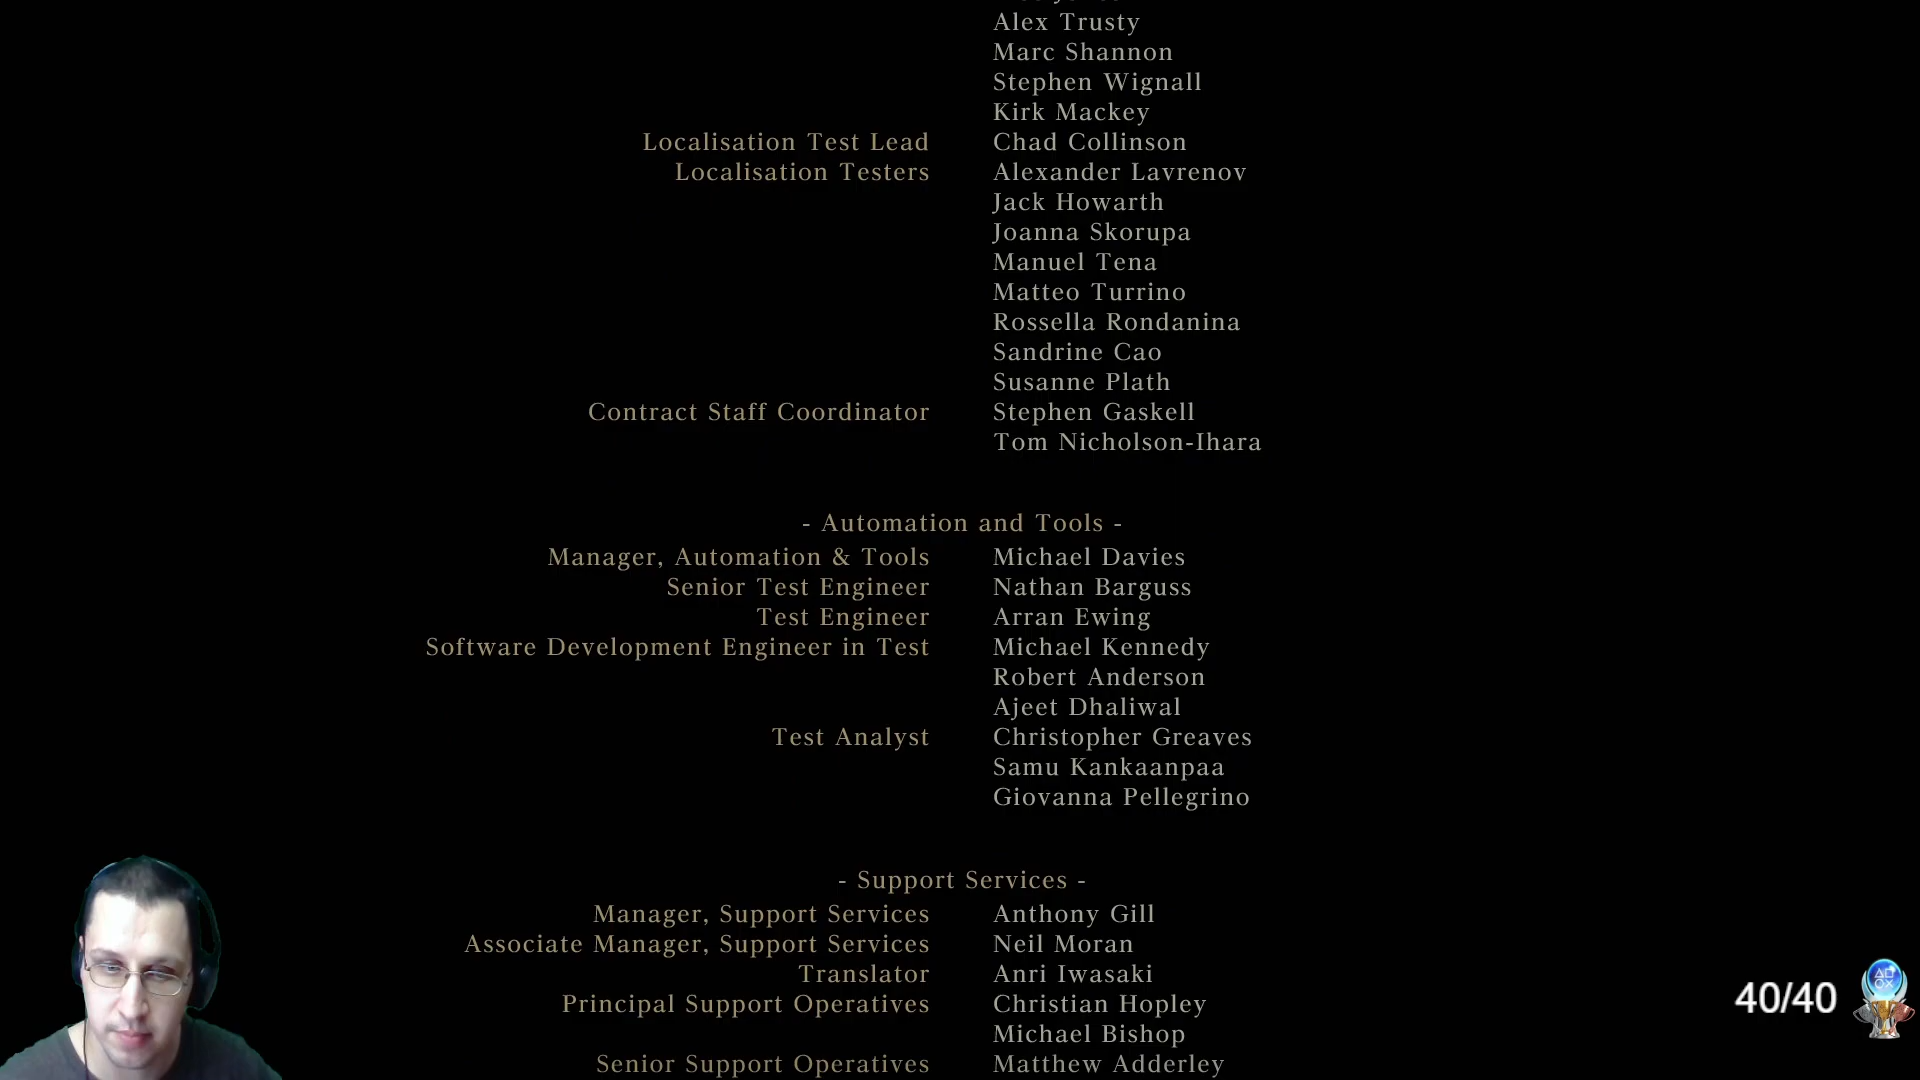 Alex Trusty
Marc Shannon
Stephen Wignall
Kirk Mackey
Localisation Test Lead Chad Collinson
Localisation Testers Alexander Lavrenov
Jack Howarth
Joanna Skorupa
Manuel Tena
Matteo Turrino
Rossella Rondanina
Sandrine Cao
Susanne Plath
Contract Staff Coordinator Stephen Gaskell
Tom Nicholson-Ihara
- Automation and Tools -
Manager, Automation & Tools Michael Davies
Senior Test Engineer Nathan Barguss
Test Engineer Arran Ewing
Software Development Engineer in Test Michael Kennedy
Robert Anderson
Ajeet Dhaliwal
Test Analyst Christopher Greaves
Samu Kankaanpaa
Giovanna Pellegrino
- Support Services -
Manager, Support Services Anthony Gill
Associate Manager, Support Services Neil Moran
Translator Anri Iwasaki
Principal Support Operatives Christian Hopley
Michael Bishop
Senior Support Operatives Matthew Adderley
40/40